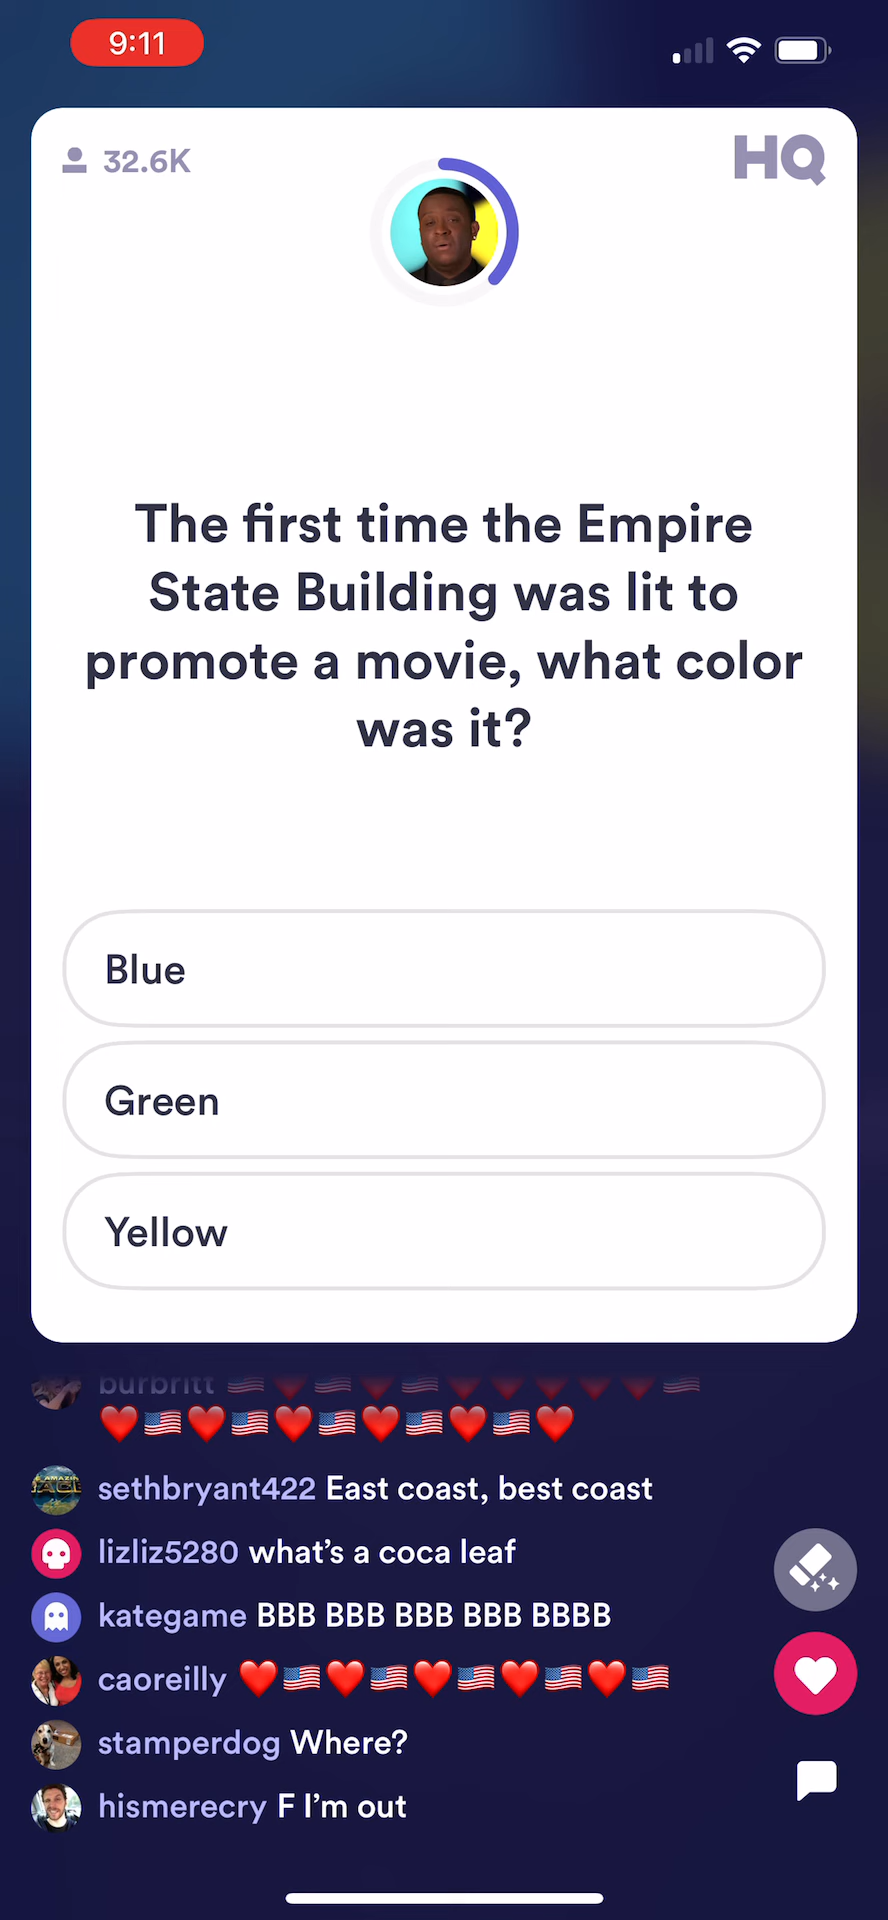 9:11
32.6K
HQ
The first time the Empire
State Building was lit to
promote a movie, what color
was it?
Blue
Green
Yellow
burbritt 🇺🇸❤️🇺🇸❤️🇺🇸❤️❤️❤️❤️❤️🇺🇸
❤️🇺🇸❤️🇺🇸❤️🇺🇸❤️🇺🇸❤️🇺🇸❤️
sethbryant422 East coast, best coast
lizliz5280 what's a coca leaf
kategame BBB BBB BBB BBB BBBB
caoreilly ❤️🇺🇸❤️🇺🇸❤️🇺🇸❤️🇺🇸❤️🇺🇸
stamperdog Where?
hismerecry F I'm out